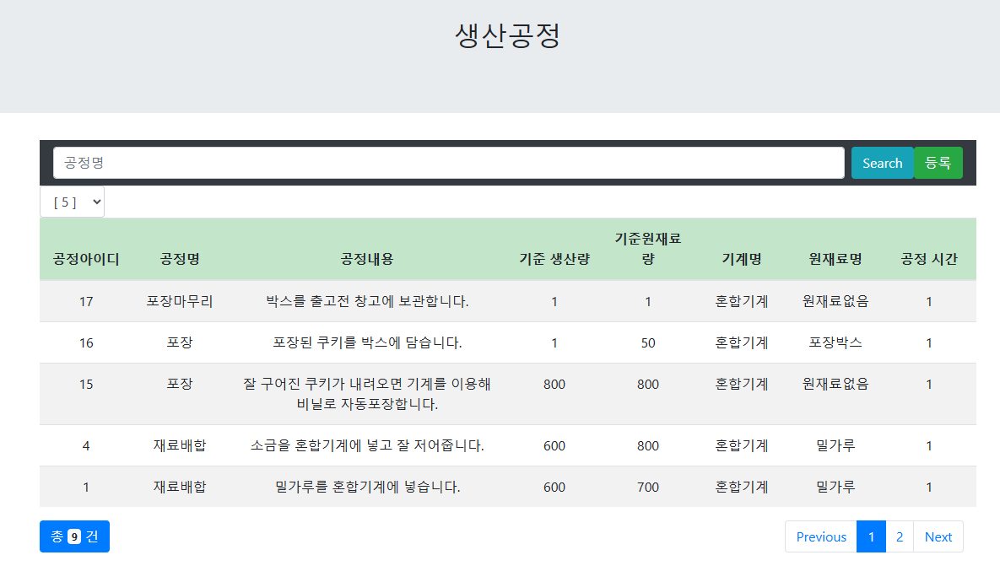 생산공정
공정명 Search 등록
[ 5 ]
공정아이디 공정명 공정내용 기준 생산량 기준원재료 기계명 원재료명 공정 시간
량
17 포장마무리 박스를 출고전 창고에 보관합니다. 1 1 혼합기계 원재료없음 1
16 포장 포장된 쿠키를 박스에 담습니다. 1 50 혼합기계 포장박스 1
15 포장 잘 구어진 쿠키가 내려오면 기계를 이용해 800 800 혼합기계 원재료없음 1
비닐로 자동포장합니다.
4 재료배합 소금을 혼합기계에 넣고 잘 저어줍니다. 600 800 혼합기계 밀가루 1
1 재료배합 밀가루를 혼합기계에 넣습니다. 600 700 혼합기계 밀가루 1
총 9 건 Previous 1 2 Next